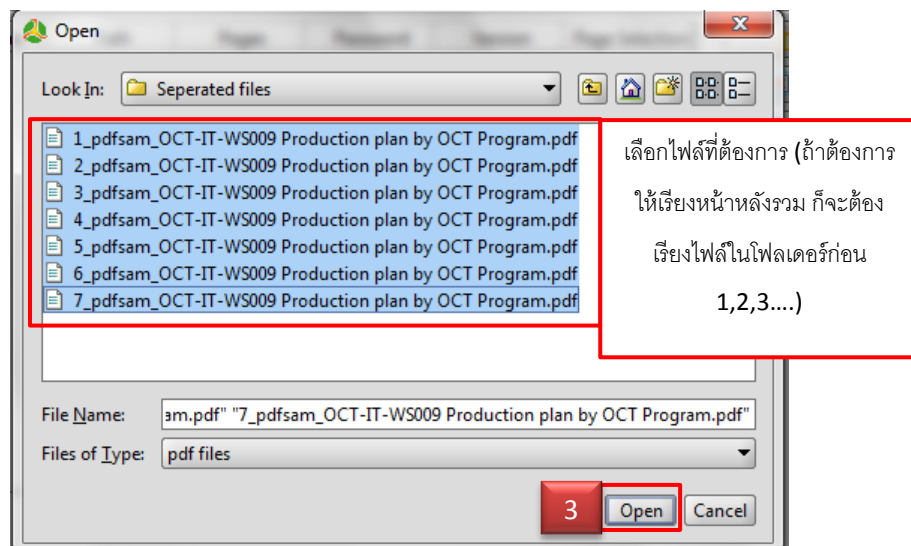 Open
Look In: Seperated files
1_pdfsam_OCT-IT-WS009 Production plan by OCT Program.pdf
2_pdfsam_OCT-IT-WS009 Production plan by OCT Program.pdf
3_pdfsam_OCT-IT-WS009 Production plan by OCT Program.pdf
4_pdfsam_OCT-IT-WS009 Production plan by OCT Program.pdf
5_pdfsam_OCT-IT-WS009 Production plan by OCT Program.pdf
6_pdfsam_OCT-IT-WS009 Production plan by OCT Program.pdf
7_pdfsam_OCT-IT-WS009 Production plan by OCT Program.pdf
เลือกไฟล์ที่ต้องการ (ถ้าต้องการ
ให้เรียงหน้าหลังรวม ก็จะต้อง
เรียงไฟล์ในโฟลเดอร์ก่อน
1,2,3....)
File Name: am.pdf" "7_pdfsam_OCT-IT-WS009 Production plan by OCT Program.pdf"
Files of Type: pdf files
3 Open Cancel